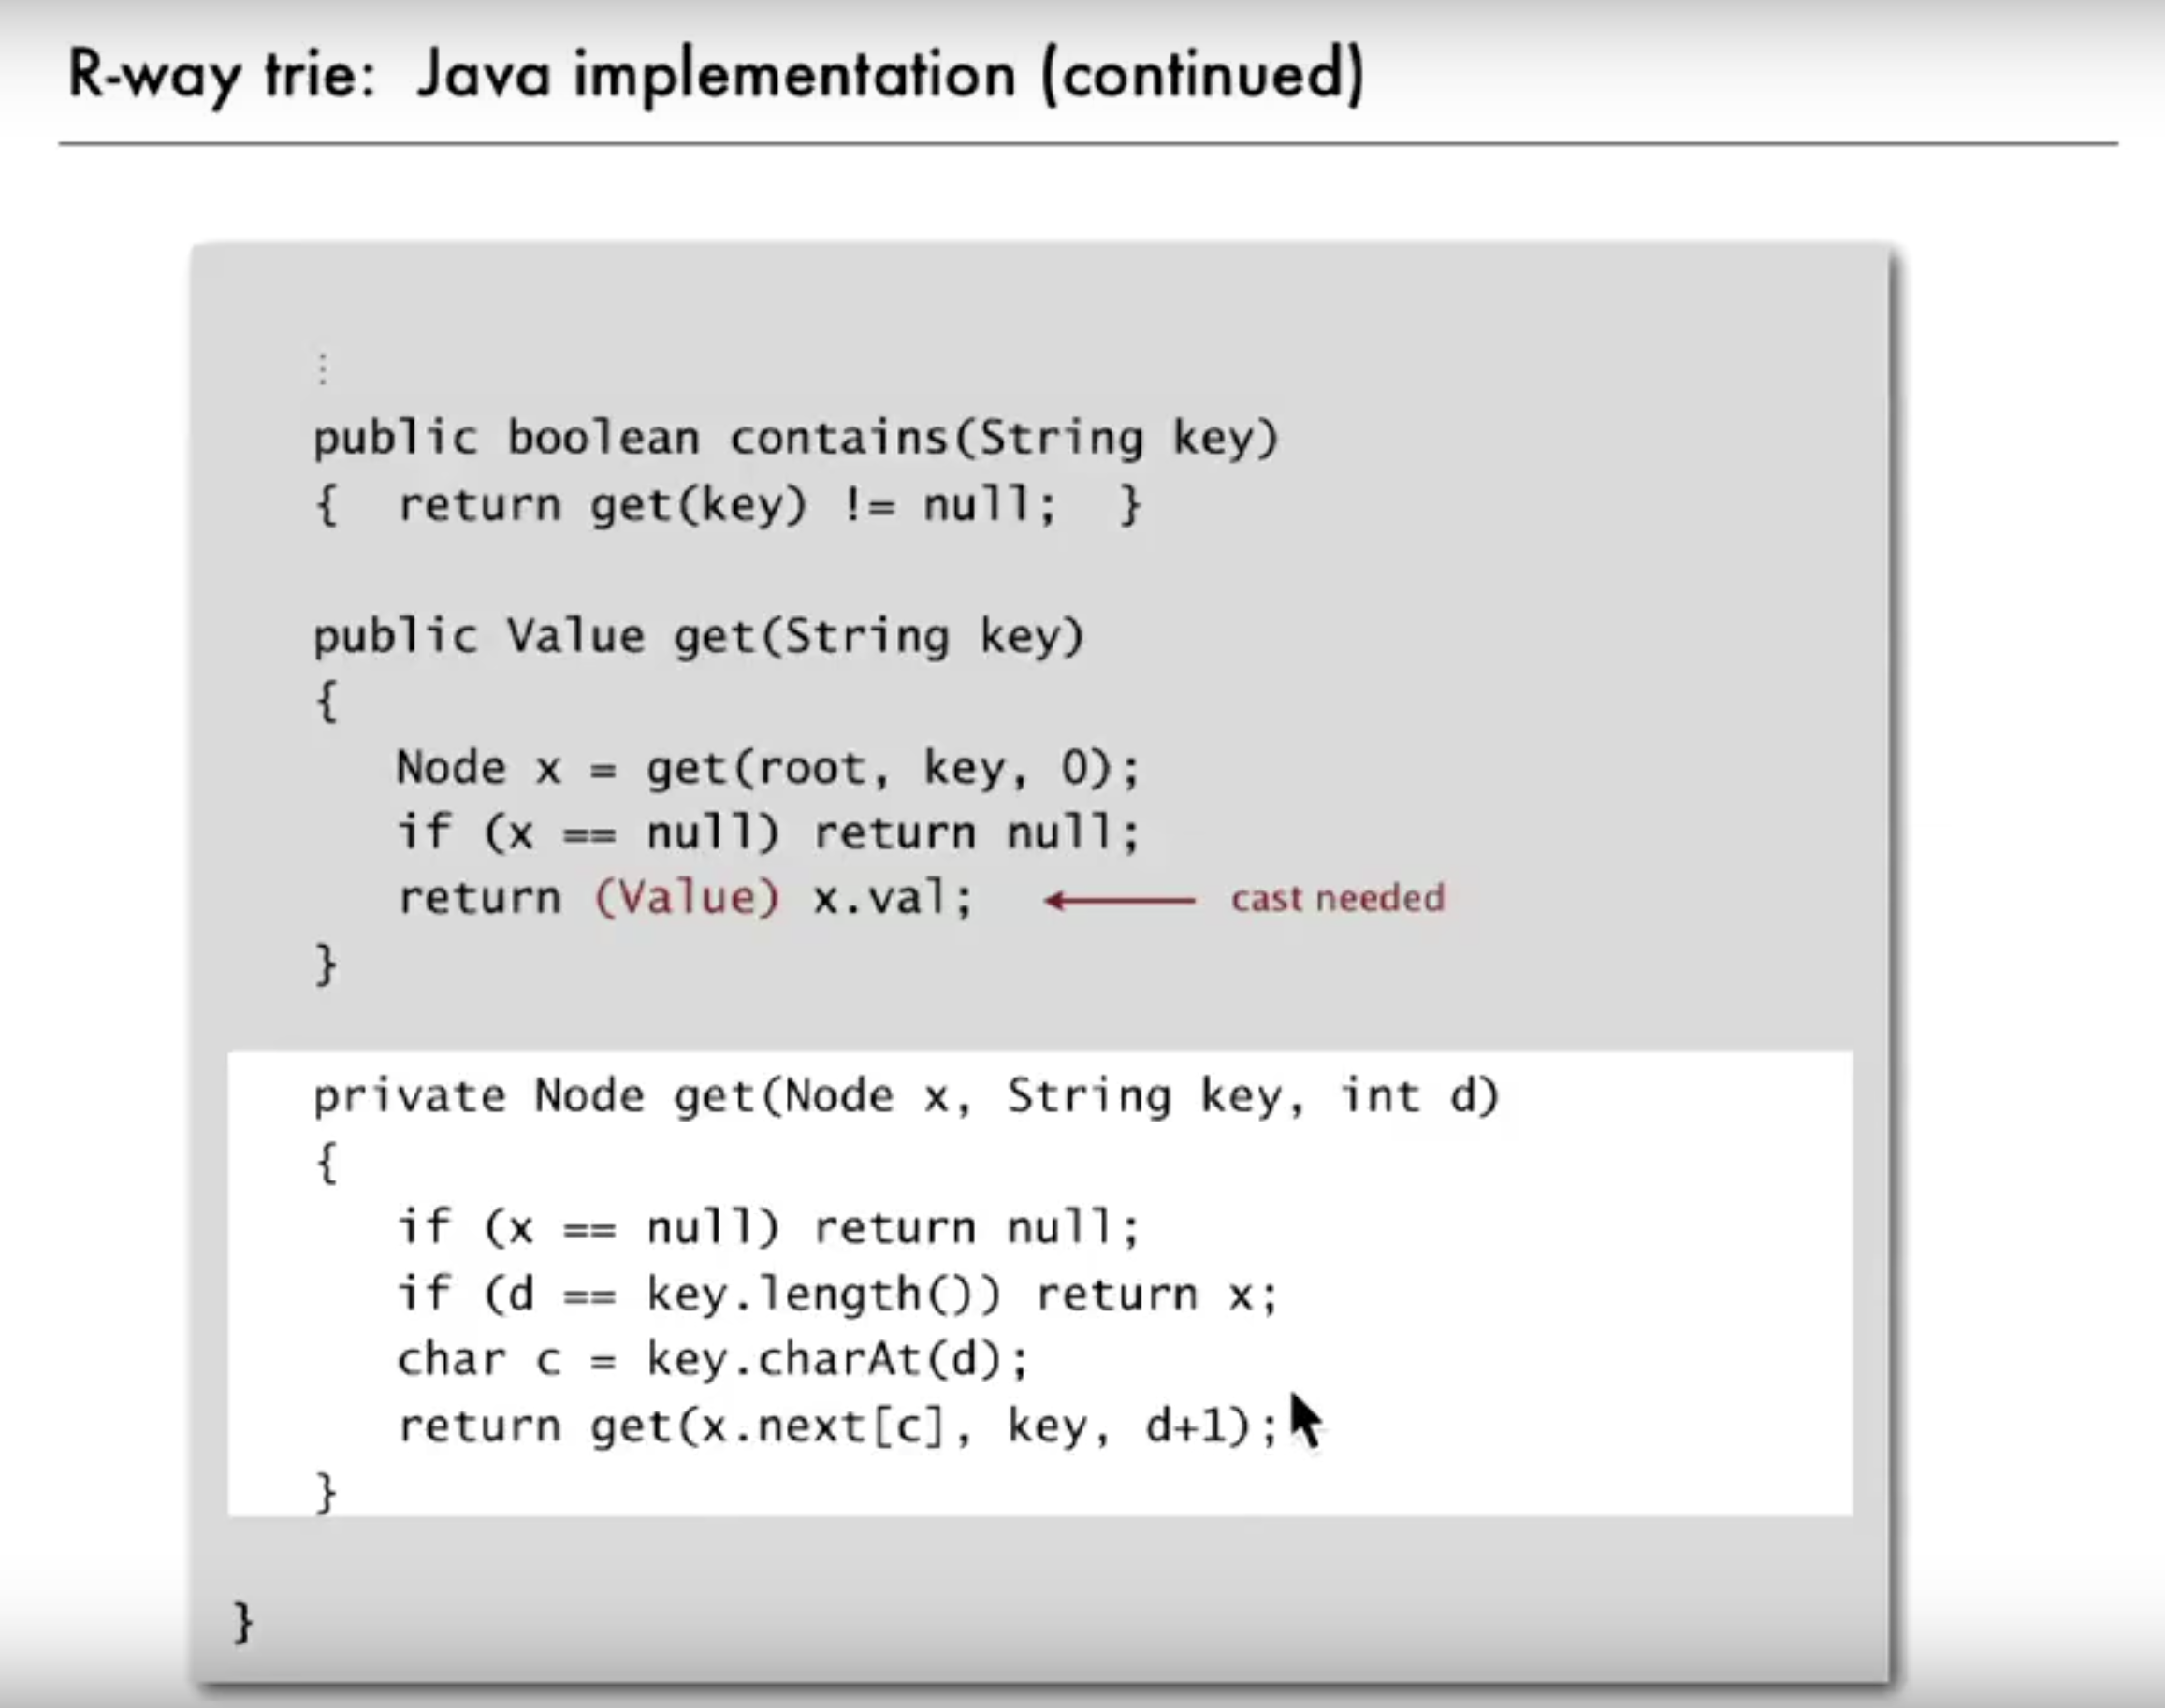 R-way trie: Java implementation (continued)
⋮
public boolean contains(String key)
{ return get(key) != null; }
public Value get(String key)
{
Node x = get(root, key, 0);
if (x == null) return null;
return (Value) x.val; ← cast needed
}
private Node get(Node x, String key, int d)
{
if (x == null) return null;
if (d == key.length()) return x;
char c = key.charAt(d);
return get(x.next[c], key, d+1);
}
}